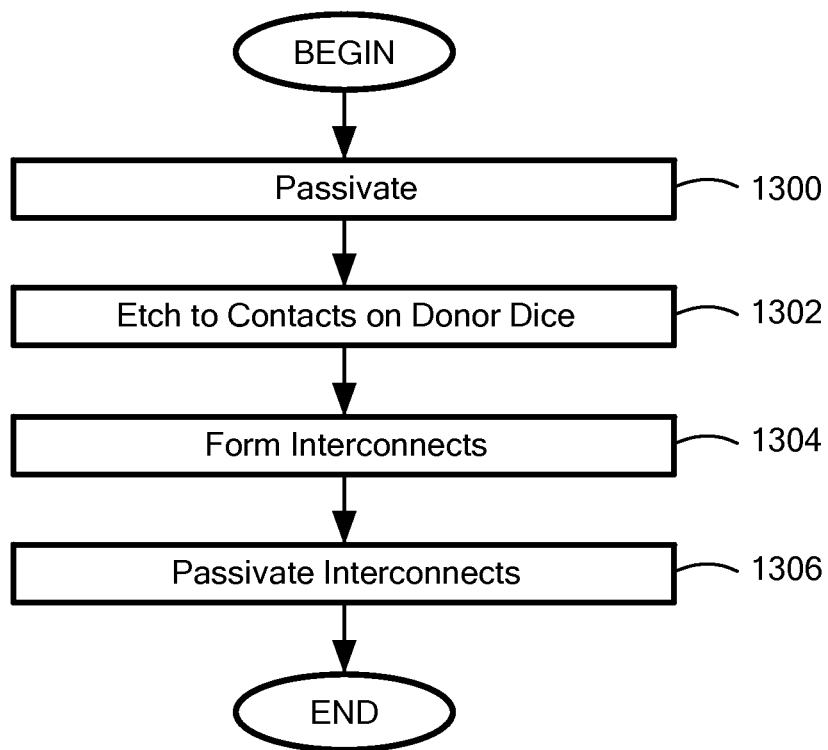 BEGIN
Passivate 1300
Etch to Contacts on Donor Dice 1302
Form Interconnects 1304
Passivate Interconnects 1306
END